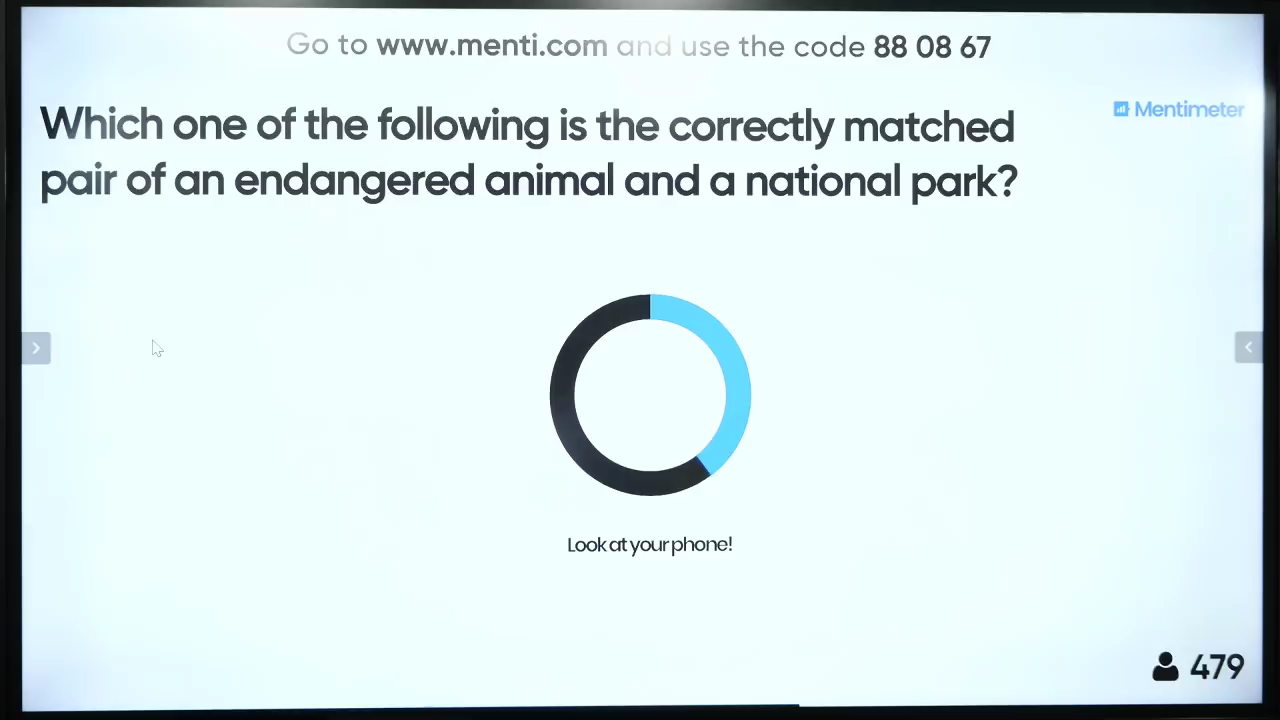 Go to www.menti.com and use the code 88 08 67
Mentimeter
Which one of the following is the correctly matched
pair of an endangered animal and a national park?
Look at your phone!
479